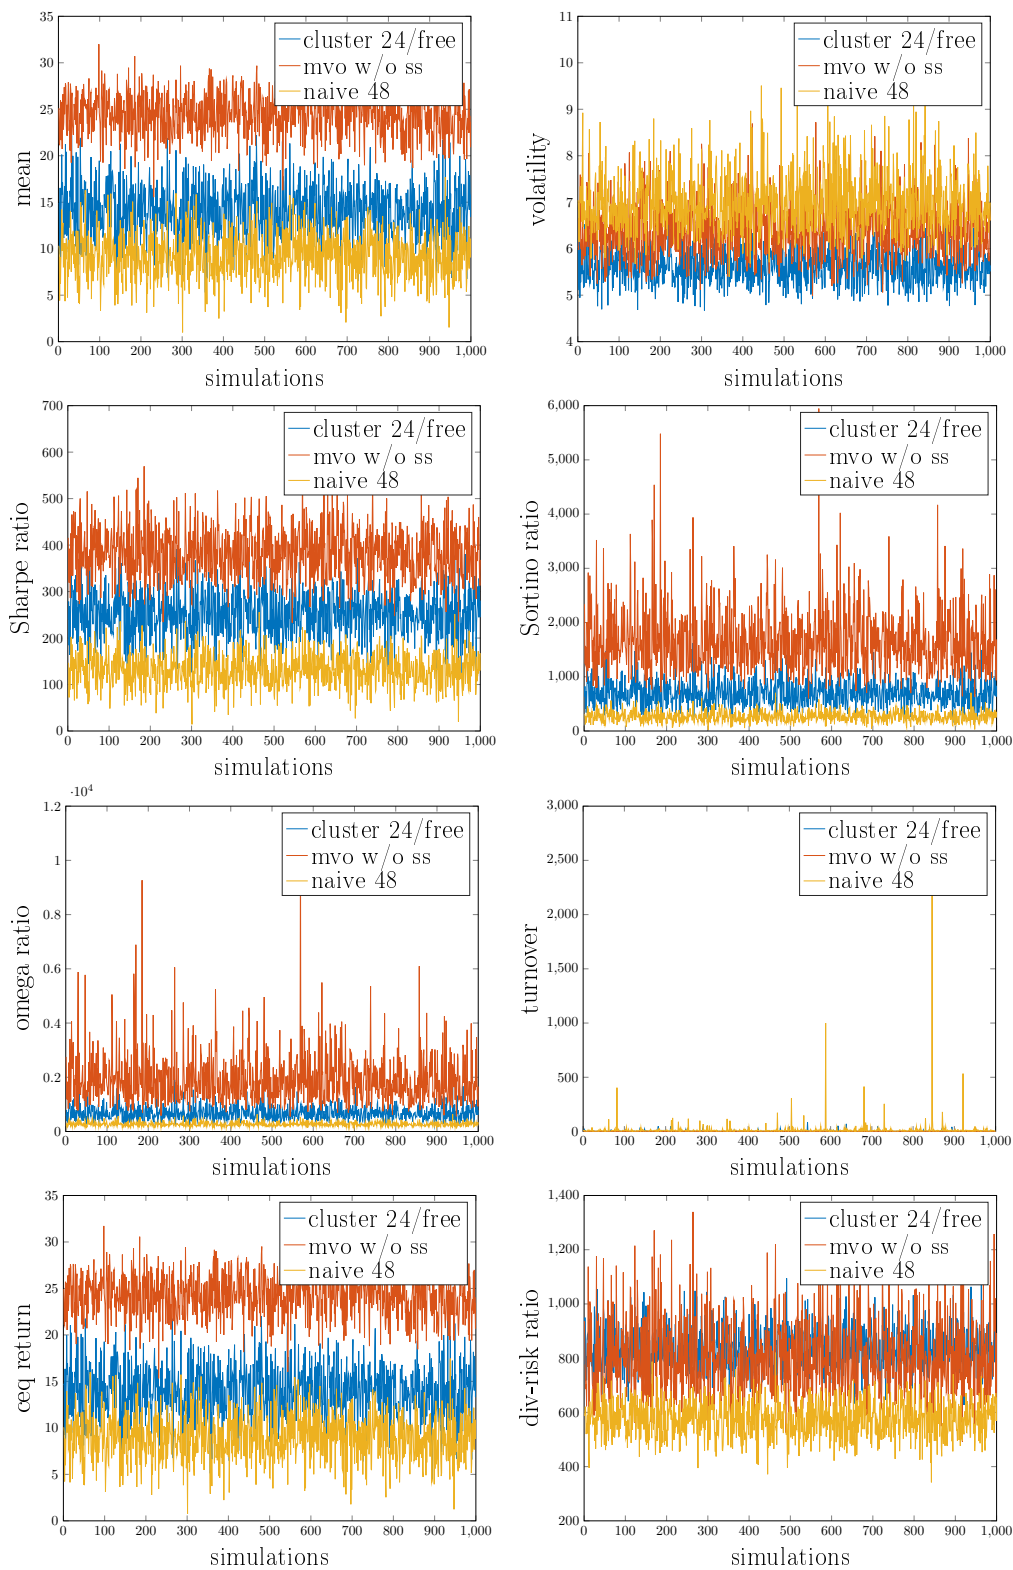 35
30
25
20
15
10
5
0
0 100 200 300 400 500 600 700 800 900 1,000
mean
simulations
cluster 24/free
mvo w/o ss
naive 48
11
10
9
8
7
6
5
4
0 100 200 300 400 500 600 700 800 900 1,000
volatility
simulations
cluster 24/free
mvo w/o ss
naive 48
700
600
500
400
300
200
100
0
0 100 200 300 400 500 600 700 800 900 1,000
Sharpe ratio
simulations
cluster 24/free
mvo w/o ss
naive 48
6,000
5,000
4,000
3,000
2,000
1,000
0
0 100 200 300 400 500 600 700 800 900 1,000
Sortino ratio
simulations
cluster 24/free
mvo w/o ss
naive 48
·10⁴
1.2
1
0.8
0.6
0.4
0.2
0
0 100 200 300 400 500 600 700 800 900 1,000
omega ratio
simulations
cluster 24/free
mvo w/o ss
naive 48
3,000
2,500
2,000
1,500
1,000
500
0
0 100 200 300 400 500 600 700 800 900 1,000
turnover
simulations
cluster 24/free
mvo w/o ss
naive 48
35
30
25
20
15
10
5
0
0 100 200 300 400 500 600 700 800 900 1,000
ceq return
simulations
cluster 24/free
mvo w/o ss
naive 48
1,400
1,200
1,000
800
600
400
200
0 100 200 300 400 500 600 700 800 900 1,000
div-risk ratio
simulations
cluster 24/free
mvo w/o ss
naive 48